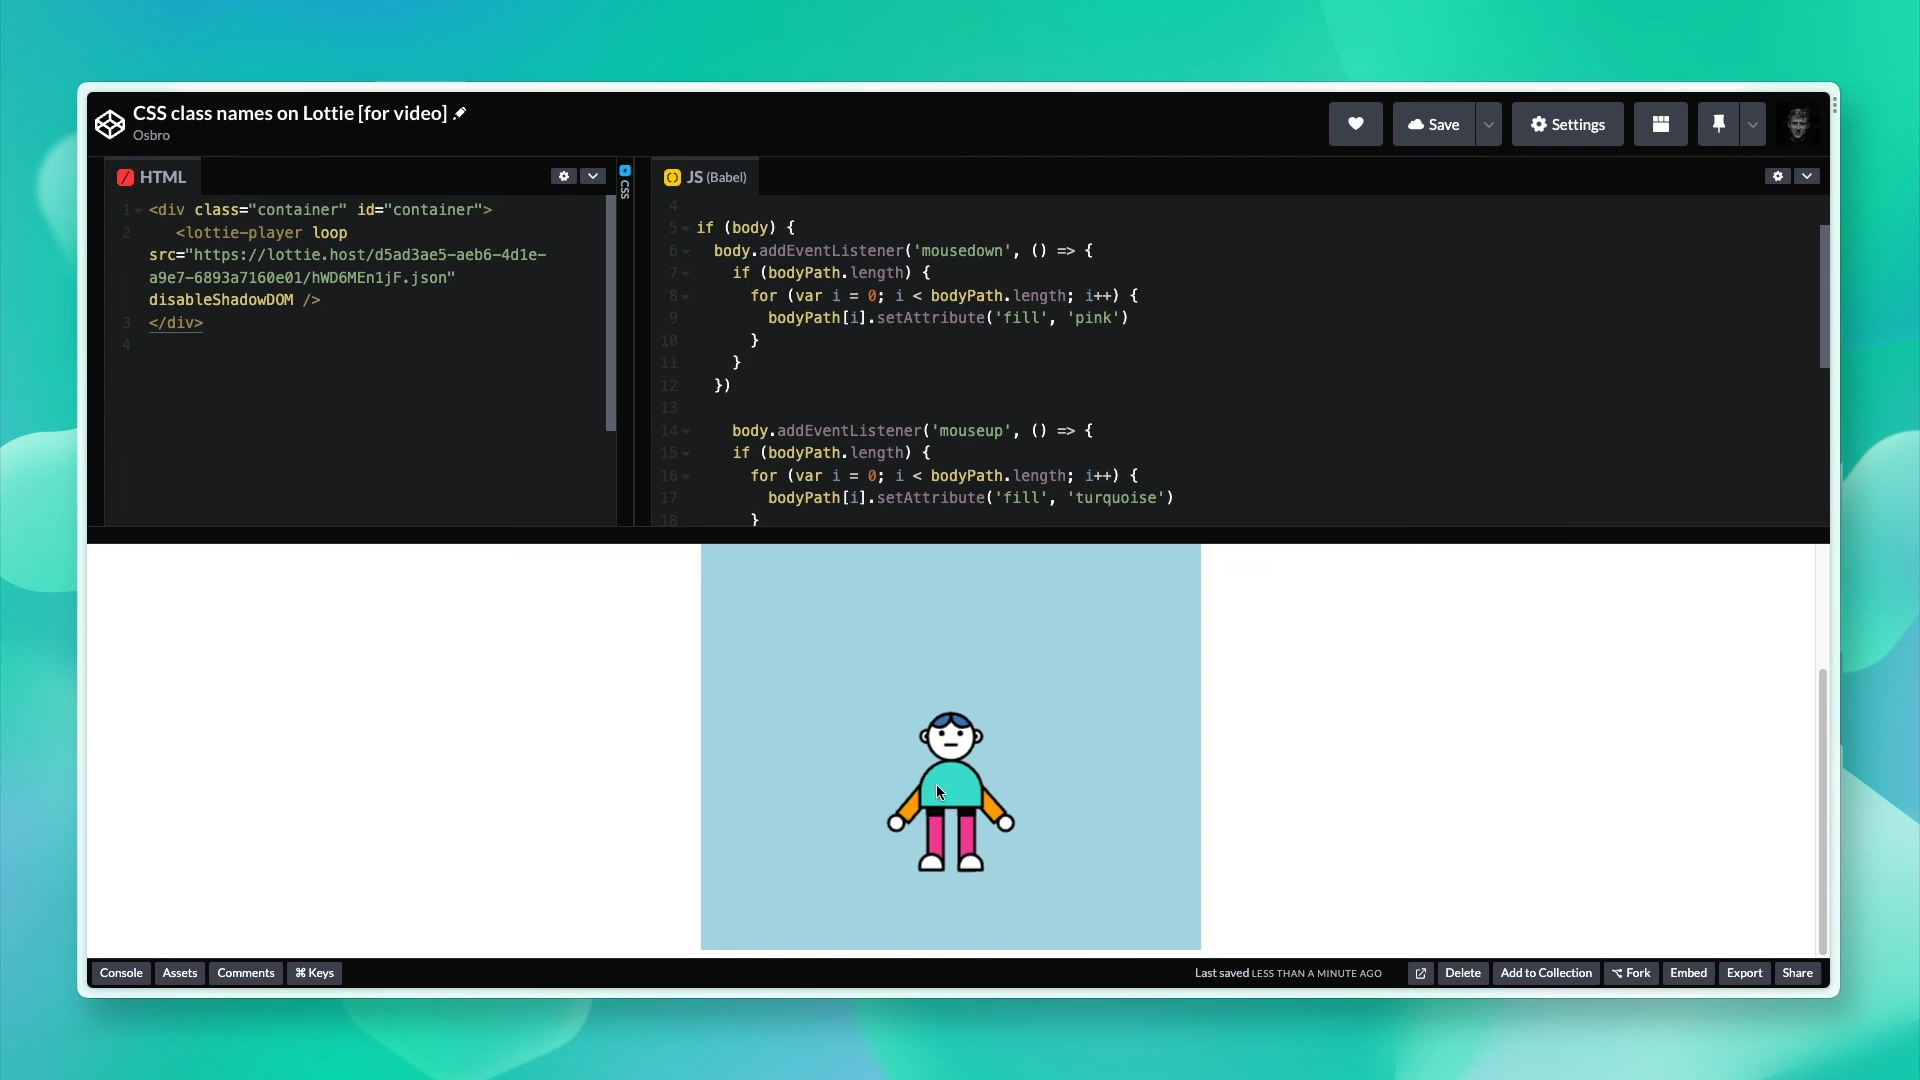 CSS class names on Lottie [for video]
Osbro
Save
Settings
HTML
CSS
JS (Babel)
1 <div class="container" id="container">
2 <lottie-player loop
src="https://lottie.host/d5ad3ae5-aeb6-4d1e-
a9e7-6893a7160e01/hWD6MEn1jF.json"
disableShadowDOM />
3 </div>
4
4
5 if (body) {
6 body.addEventListener('mousedown', () => {
7 if (bodyPath.length) {
8 for (var i = 0; i < bodyPath.length; i++) {
9 bodyPath[i].setAttribute('fill', 'pink')
10 }
11 }
12 })
13
14 body.addEventListener('mouseup', () => {
15 if (bodyPath.length) {
16 for (var i = 0; i < bodyPath.length; i++) {
17 bodyPath[i].setAttribute('fill', 'turquoise')
18 }
Console
Assets
Comments
⌘ Keys
Last saved LESS THAN A MINUTE AGO
Delete
Add to Collection
Fork
Embed
Export
Share